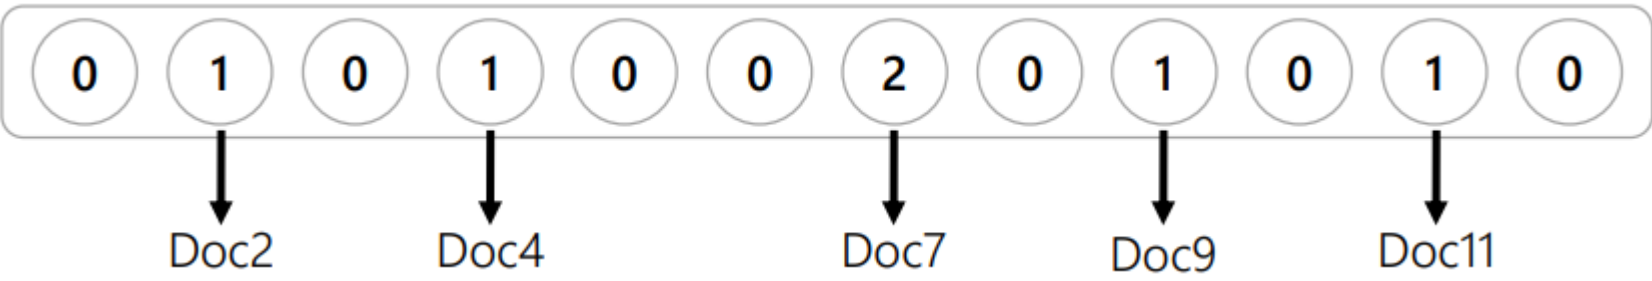 0 1 0 1 0 0 2 0 1 0 1 0
Doc2 Doc4 Doc7 Doc9 Doc11